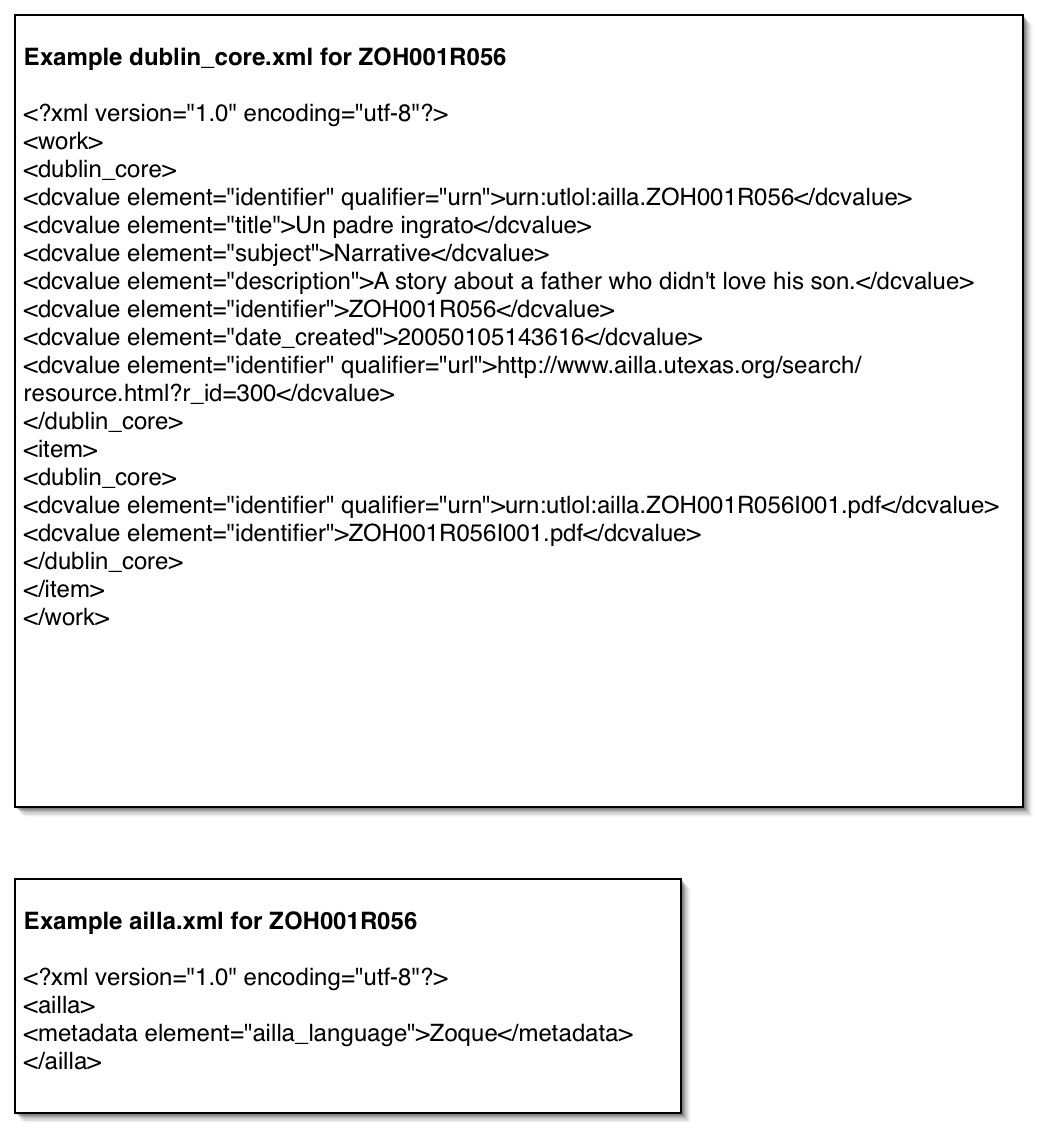 Example dublin_core.xml for ZOH001R056
<?xml version="1.0" encoding="utf-8"?>
<work>
<dublin_core>
<dcvalue element="identifier" qualifier="urn">urn:utlol:ailla.ZOH001R056</dcvalue>
<dcvalue element="title">Un padre ingrato</dcvalue>
<dcvalue element="subject">Narrative</dcvalue>
<dcvalue element="description">A story about a father who didn't love his son.</dcvalue>
<dcvalue element="identifier">ZOH001R056</dcvalue>
<dcvalue element="date_created">20050105143616</dcvalue>
<dcvalue element="identifier" qualifier="url">http://www.ailla.utexas.org/search/
resource.html?r_id=300</dcvalue>
</dublin_core>
<item>
<dublin_core>
<dcvalue element="identifier" qualifier="urn">urn:utlol:ailla.ZOH001R056I001.pdf</dcvalue>
<dcvalue element="identifier">ZOH001R056I001.pdf</dcvalue>
</dublin_core>
</item>
</work>
Example ailla.xml for ZOH001R056
<?xml version="1.0" encoding="utf-8"?>
<ailla>
<metadata element="ailla_language">Zoque</metadata>
</ailla>